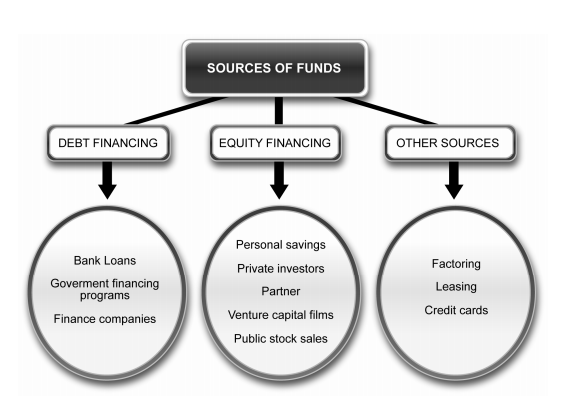 SOURCES OF FUNDS
DEBT FINANCING
EQUITY FINANCING
OTHER SOURCES
Bank Loans
Goverment financing
programs
Finance companies
Personal savings
Private investors
Partner
Venture capital films
Public stock sales
Factoring
Leasing
Credit cards